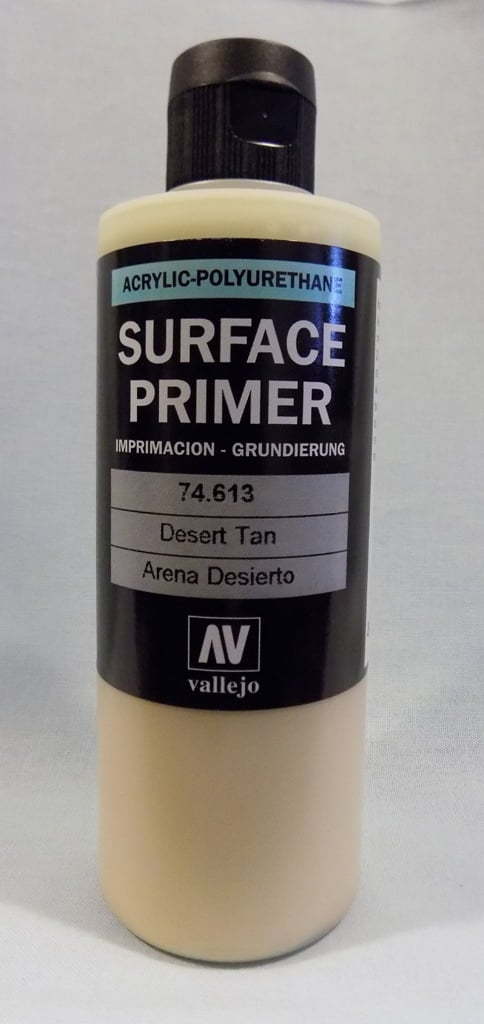 ACRYLIC-POLYURETHANE
SURFACE
PRIMER
IMPRIMACION - GRUNDIERUNG
74.613
Desert Tan
Arena Desierto
AV
vallejo